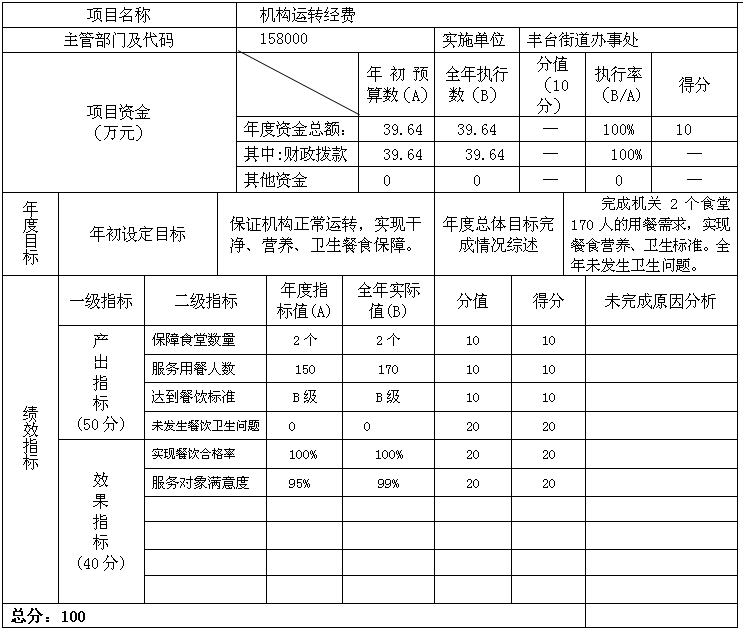 项目名称 机构运转经费
主管部门及代码 158000 实施单位 丰台街道办事处
项目资金
（万元）
年 初 预
算数（A）
全年执行
数（B）
分值
（10
分）
执行率
（B/A）
得分
年度资金总额： 39.64 39.64 — 100% 10
其中:财政拨款 39.64 39.64 — 100% —
其他资金 0 0 — 0 —
年度目标
年初设定目标
保证机构正常运转，实现干
净、营养、卫生餐食保障。
年度总体目标完
成情况综述
完成机关 2 个食堂
170 人的用餐需求，实现
餐食营养、卫生标准。全
年未发生卫生问题。
绩效指标
一级指标 二级指标
年度指
标值(A)
全年实际
值(B)
分值 得分 未完成原因分析
产
出
指
标
（50分）
保障食堂数量 2个 2个 10 10
服务用餐人数 150 170 10 10
达到餐饮标准 B级 B级 10 10
未发生餐饮卫生问题 0 0 20 20
效
果
指
标
（40分）
实现餐饮合格率 100% 100% 20 20
服务对象满意度 95% 99% 20 20
总分：100